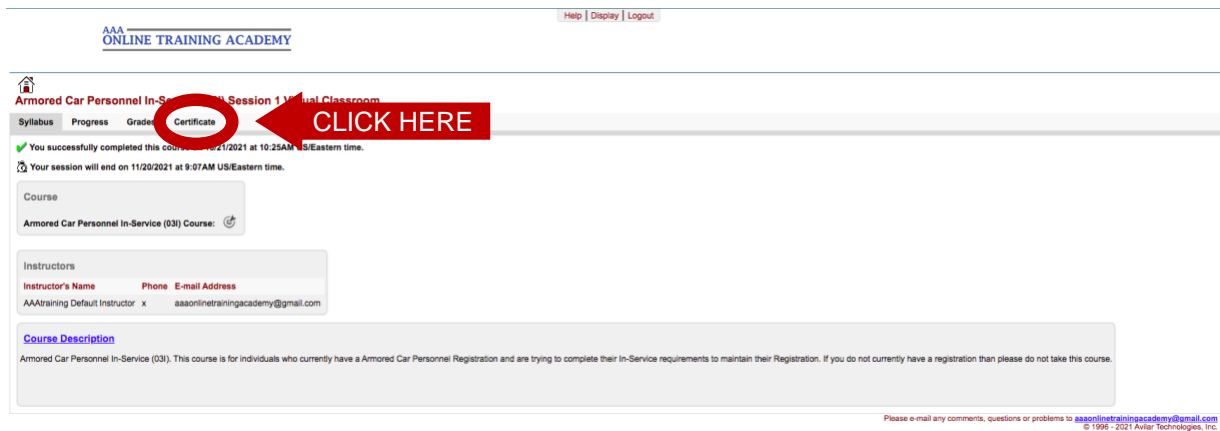 Help | Display | Logout
AAA
ONLINE TRAINING ACADEMY
Armored Car Personnel In-Session 1 Classroom
Syllabus Progress Grades Certificate
CLICK HERE
You successfully completed this at 10:25AM US/Eastern time.
Your session will end on 11/20/2021 at 9:07AM US/Eastern time.
Course
Armored Car Personnel In-Service (03I) Course:
Instructors
Instructor's Name Phone E-mail Address
AAAtraining Default Instructor x aaaonlinetrainingacademy@gmail.com
Course Description
Armored Car Personnel In-Service (03I). This course is for individuals who currently have a Armored Car Personnel Registration and are trying to complete their In-Service requirements to maintain their Registration. If you do not currently have a registration than please do not take this course.
Please e-mail any comments, questions or problems to aaaonlinetrainingacademy@gmail.com
© 1996 - 2021 Avilar Technologies, Inc.